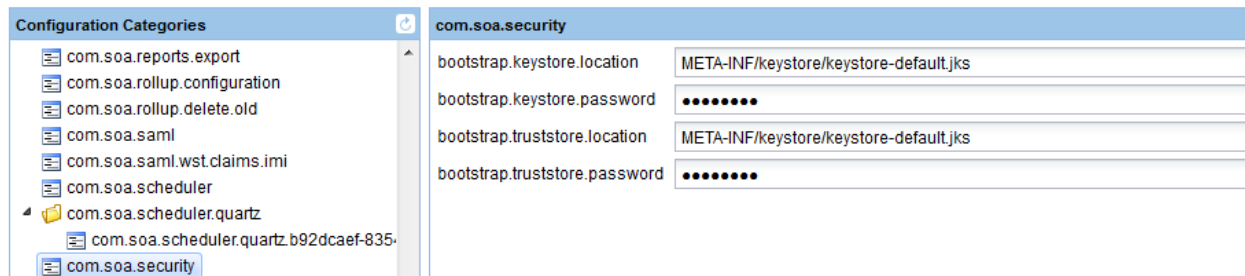 Configuration Categories
com.soa.reports.export
com.soa.rollup.configuration
com.soa.rollup.delete.old
com.soa.saml
com.soa.saml.wst.claims.imi
com.soa.scheduler
com.soa.scheduler.quartz
com.soa.scheduler.quartz.b92dcaef-835
com.soa.security
com.soa.security
bootstrap.keystore.location META-INF/keystore/keystore-default.jks
bootstrap.keystore.password ●●●●●●●●
bootstrap.truststore.location META-INF/keystore/keystore-default.jks
bootstrap.truststore.password ●●●●●●●●